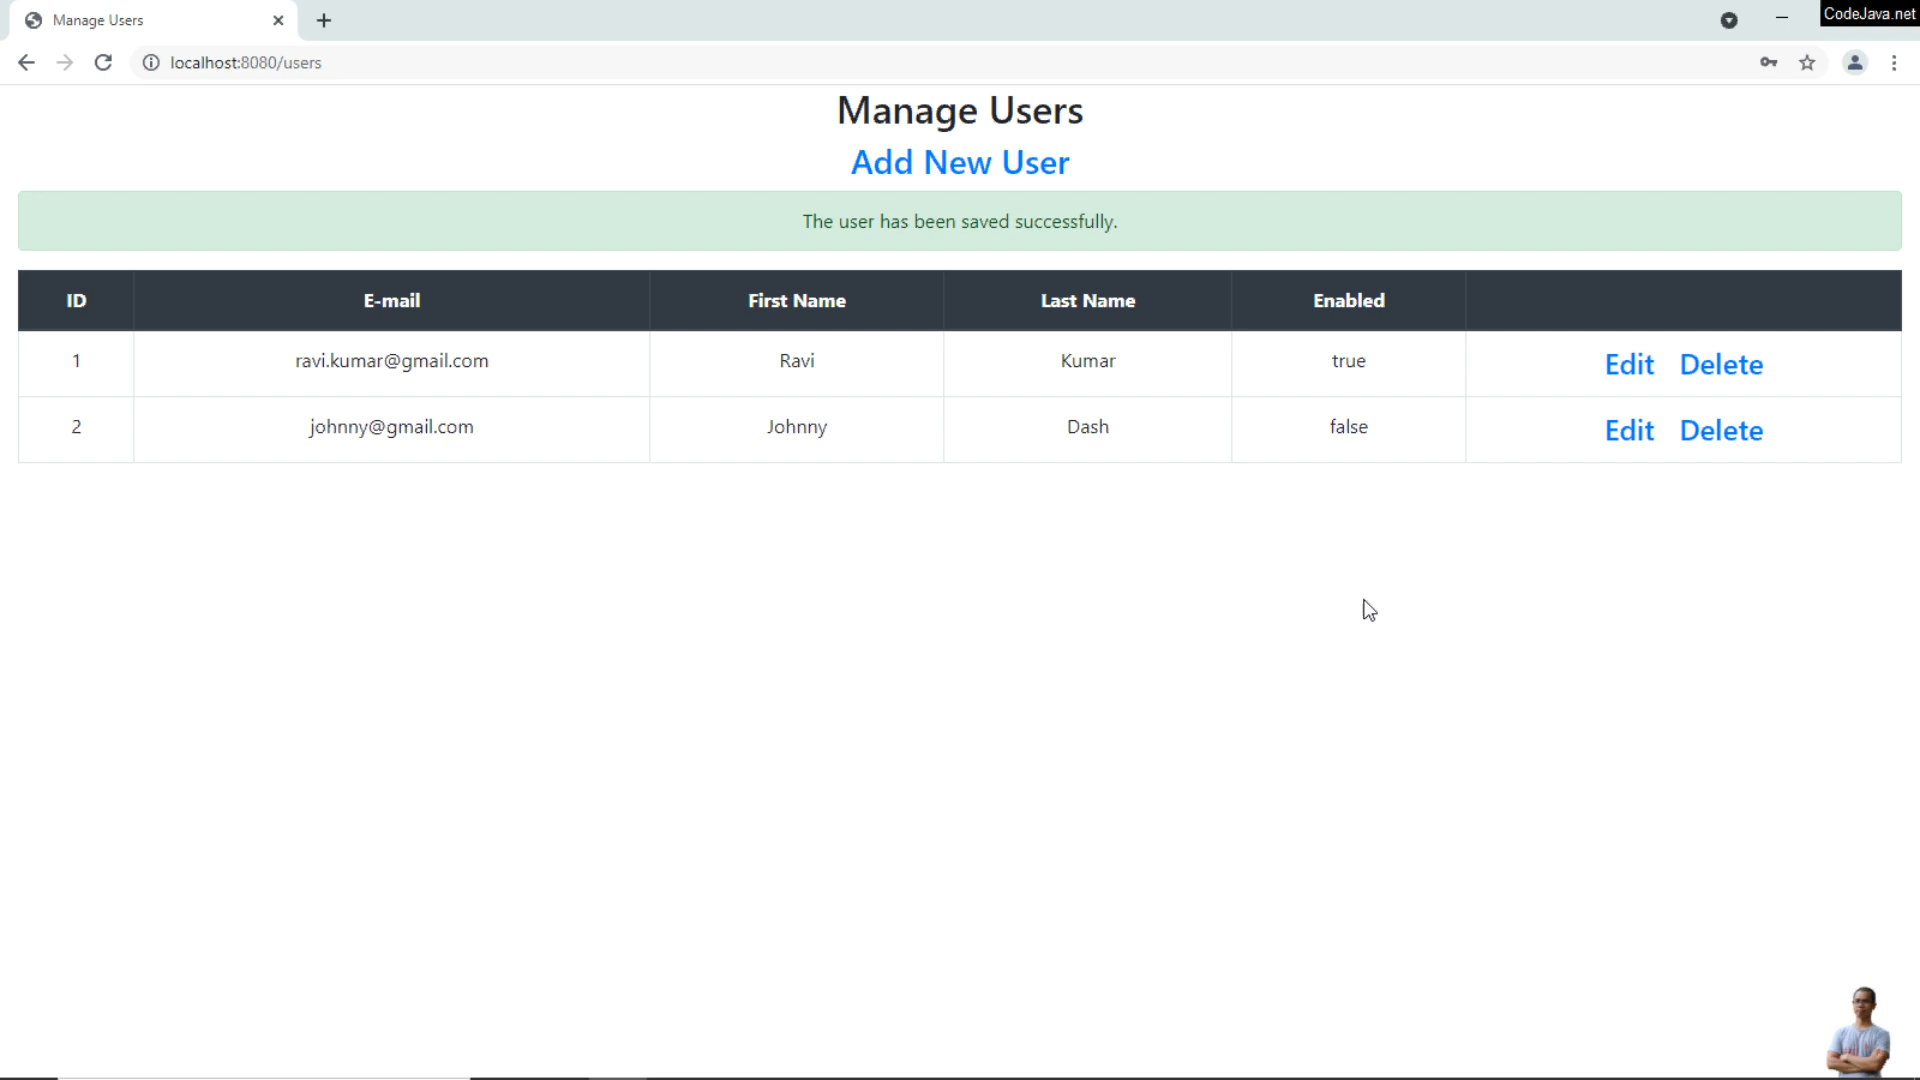 Manage Users
CodeJava.net
localhost:8080/users
Manage Users
Add New User
The user has been saved successfully.
ID E-mail First Name Last Name Enabled
1 ravi.kumar@gmail.com Ravi Kumar true Edit Delete
2 johnny@gmail.com Johnny Dash false Edit Delete